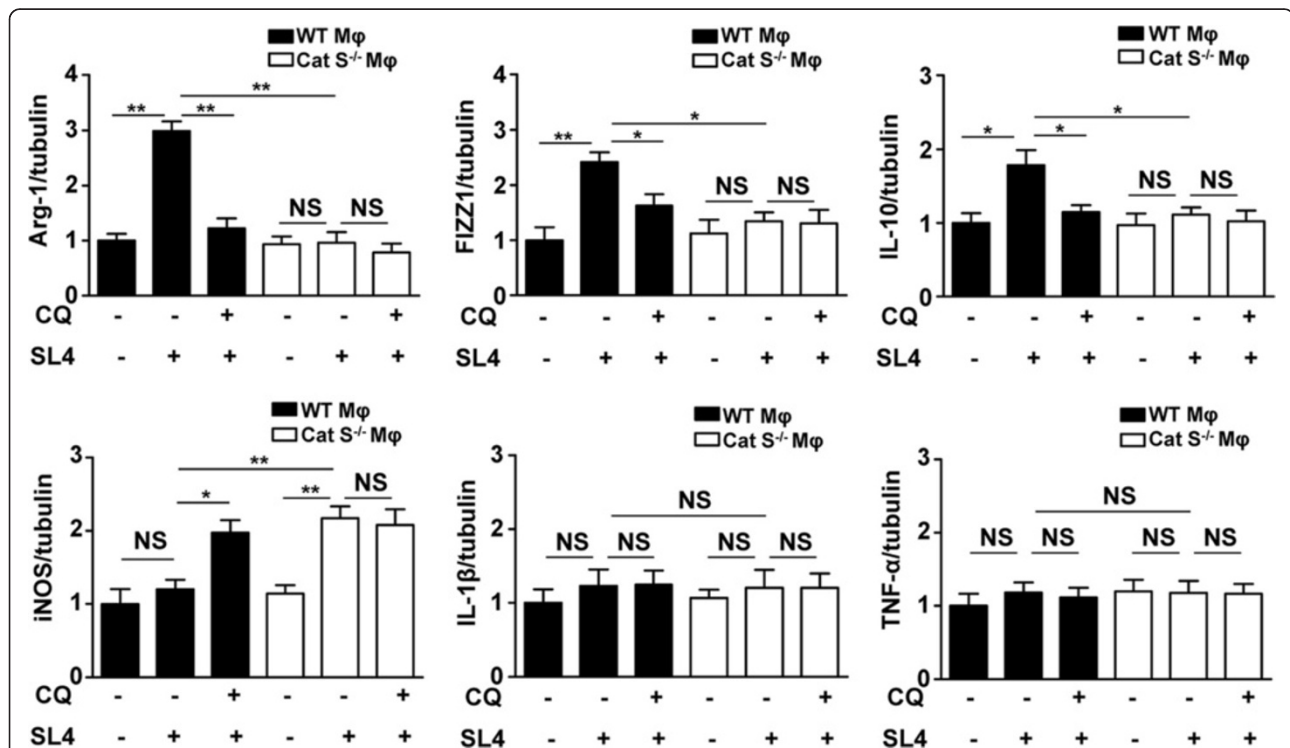 WT Mφ
Cat S-/- Mφ
Arg-1/tubulin
4
3
2
1
0
**
**
**
NS
NS
CQ - - + - - +
SL4 - + + - + +
WT Mφ
Cat S-/- Mφ
FIZZ1/tubulin
4
3
2
1
0
*
**
*
NS
NS
CQ - - + - - +
SL4 - + + - + +
WT Mφ
Cat S-/- Mφ
IL-10/tubulin
3
2
1
0
*
*
*
NS
NS
CQ - - + - - +
SL4 - + + - + +
WT Mφ
Cat S-/- Mφ
iNOS/tubulin
3
2
1
0
**
NS
*
**
NS
CQ - - + - - +
SL4 - + + - + +
WT Mφ
Cat S-/- Mφ
IL-1β/tubulin
3
2
1
0
NS
NS
NS
NS
NS
CQ - - + - - +
SL4 - + + - + +
WT Mφ
Cat S-/- Mφ
TNF-α/tubulin
3
2
1
0
NS
NS
NS
NS
NS
CQ - - + - - +
SL4 - + + - + +